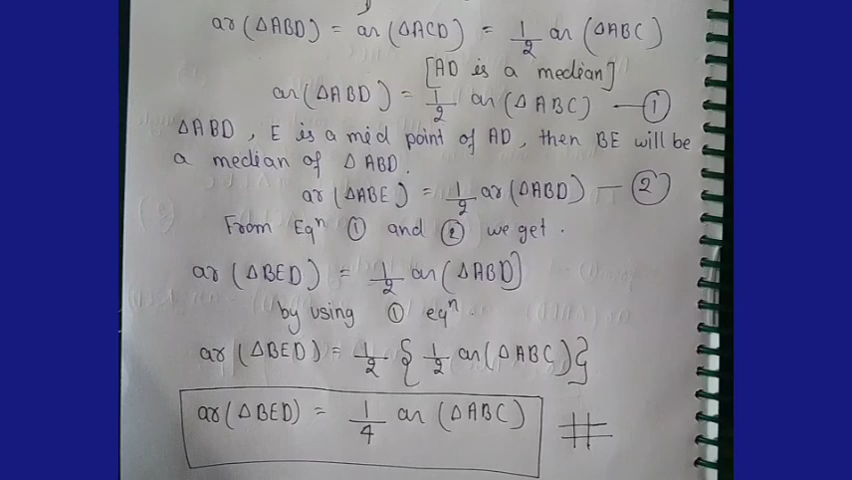 ar (ΔABD) = ar (ΔACD) = 1/2 ar (ΔABC)
[AD is a median]
ar (ΔABD) = 1/2 ar (ΔABC) — ①
ΔABD, E is a mid point of AD, then BE will be
a median of ΔABD.
ar (ΔABE) = 1/2 ar (ΔABD) — ②
From Eqⁿ ① and ② we get.
ar (ΔBED) = 1/2 ar (ΔABD)
by using ① eqⁿ.
ar (ΔBED) = 1/2 { 1/2 ar (ΔABC) }
ar (ΔBED) = 1/4 ar (ΔABC) #